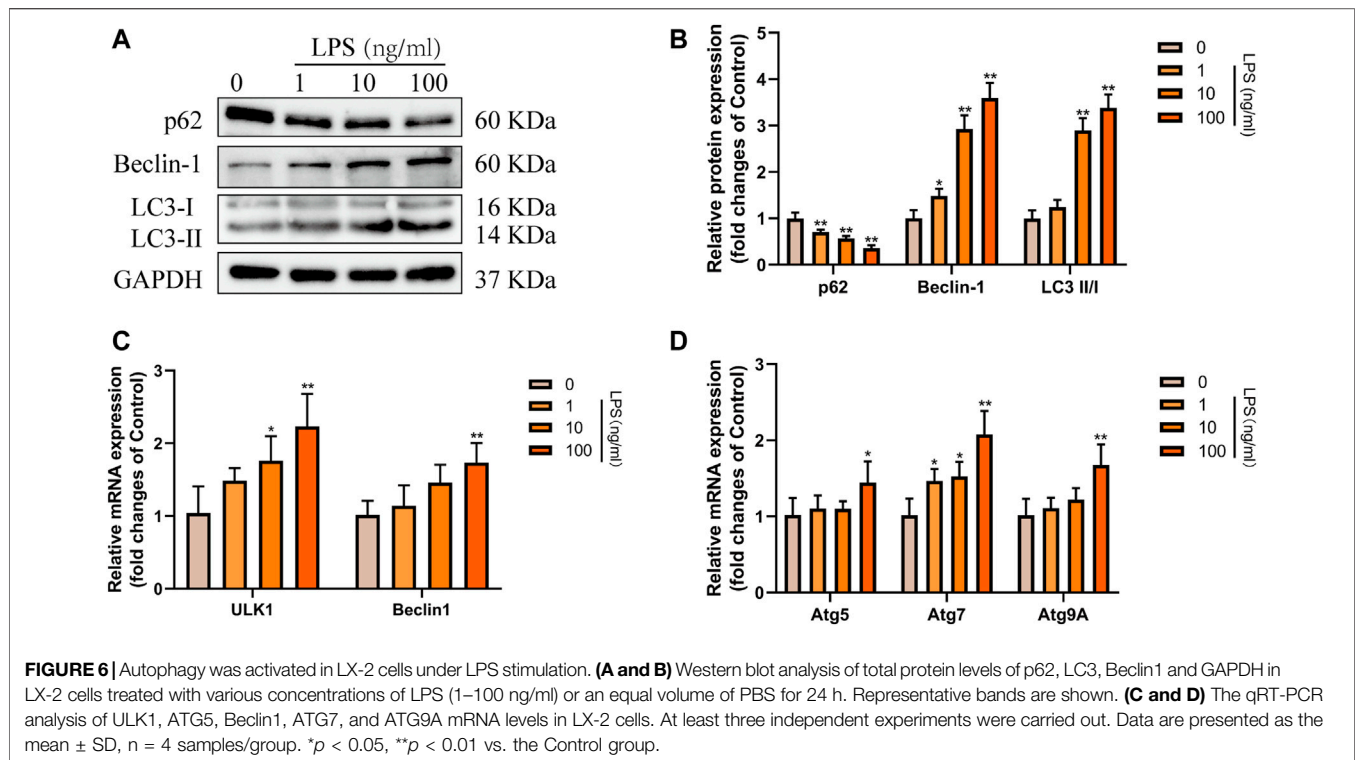 A
LPS (ng/ml)
0 1 10 100
p62 60 KDa
Beclin-1 60 KDa
LC3-I 16 KDa
LC3-II 14 KDa
GAPDH 37 KDa
B
Relative protein expression
(fold changes of Control)
5
4
3
2
1
0
** ** **
* ** **
** **
p62 Beclin-1 LC3 II/I
0
1
10
100
LPS (ng/ml)
C
Relative mRNA expression
(fold changes of Control)
3
2
1
0
* **
**
ULK1 Beclin1
0
1
10
100
LPS (ng/ml)
D
Relative mRNA expression
(fold changes of Control)
3
2
1
0
*
* * **
**
Atg5 Atg7 Atg9A
0
1
10
100
LPS (ng/ml)
FIGURE 6 | Autophagy was activated in LX-2 cells under LPS stimulation. (A and B) Western blot analysis of total protein levels of p62, LC3, Beclin1 and GAPDH in
LX-2 cells treated with various concentrations of LPS (1–100 ng/ml) or an equal volume of PBS for 24 h. Representative bands are shown. (C and D) The qRT-PCR
analysis of ULK1, ATG5, Beclin1, ATG7, and ATG9A mRNA levels in LX-2 cells. At least three independent experiments were carried out. Data are presented as the
mean ± SD, n = 4 samples/group. *p < 0.05, **p < 0.01 vs. the Control group.